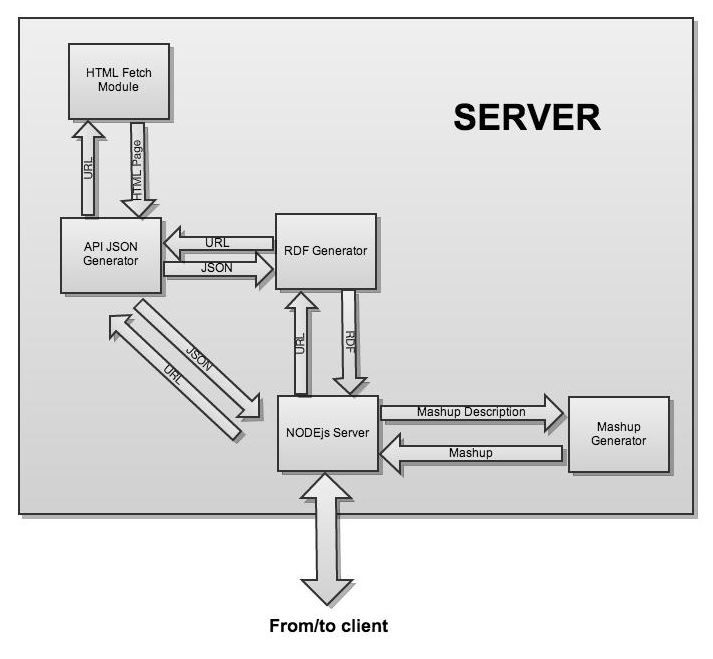 HTML Fetch
Module
SERVER
URL
HTML Page
API JSON
Generator
URL
JSON
RDF Generator
JSON
URL
URL
RDF
NODEjs Server
Mashup Description
Mashup
Mashup
Generator
From/to client